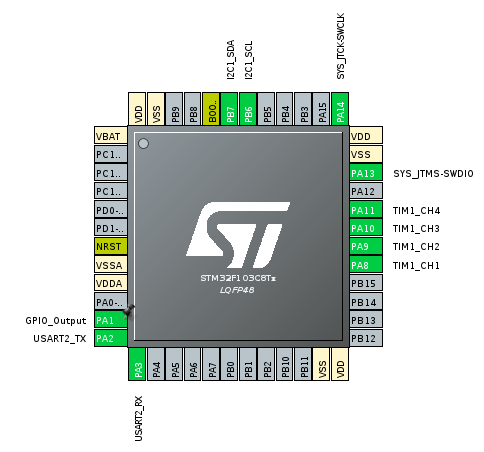 SYS_JTCK-SWCLK
I2C1_SDA
I2C1_SCL
VDD
VSS
PB9
PB8
BOO..
PB7
PB6
PB5
PB4
PB3
PA15
PA14
VBAT
PC1..
PC1..
PC1..
PD0-..
PD1-..
NRST
VSSA
VDDA
PA0-..
GPIO_Output PA1
USART2_TX PA2
VDD
VSS
PA13 SYS_JTMS-SWDIO
PA12
PA11 TIM1_CH4
PA10 TIM1_CH3
PA9 TIM1_CH2
PA8 TIM1_CH1
PB15
PB14
PB13
PB12
ST
STM32F103C8Tx
LQFP48
PA3
PA4
PA5
PA6
PA7
PB0
PB1
PB2
PB10
PB11
VSS
VDD
USART2_RX